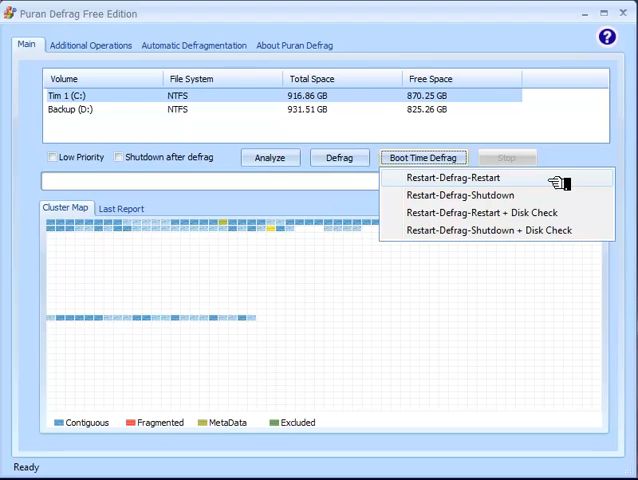 Puran Defrag Free Edition
Main Additional Operations Automatic Defragmentation About Puran Defrag
?
Volume File System Total Space Free Space
Tim 1 (C:) NTFS 916.86 GB 870.25 GB
Backup (D:) NTFS 931.51 GB 825.26 GB
Low Priority Shutdown after defrag Analyze Defrag Boot Time Defrag Stop
Restart-Defrag-Restart
Restart-Defrag-Shutdown
Restart-Defrag-Restart + Disk Check
Restart-Defrag-Shutdown + Disk Check
Cluster Map Last Report
Contiguous Fragmented MetaData Excluded
Ready